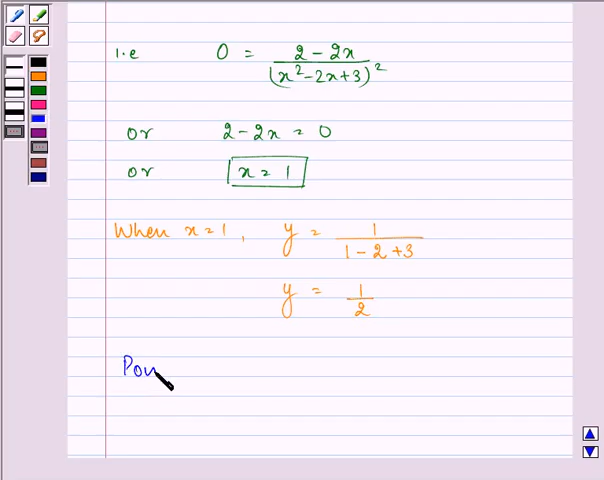 i.e 0 = 2 - 2x / (x² - 2x + 3)²
or 2 - 2x = 0
or x = 1
When x = 1, y = 1 / 1 - 2 + 3
y = 1 / 2
Poi